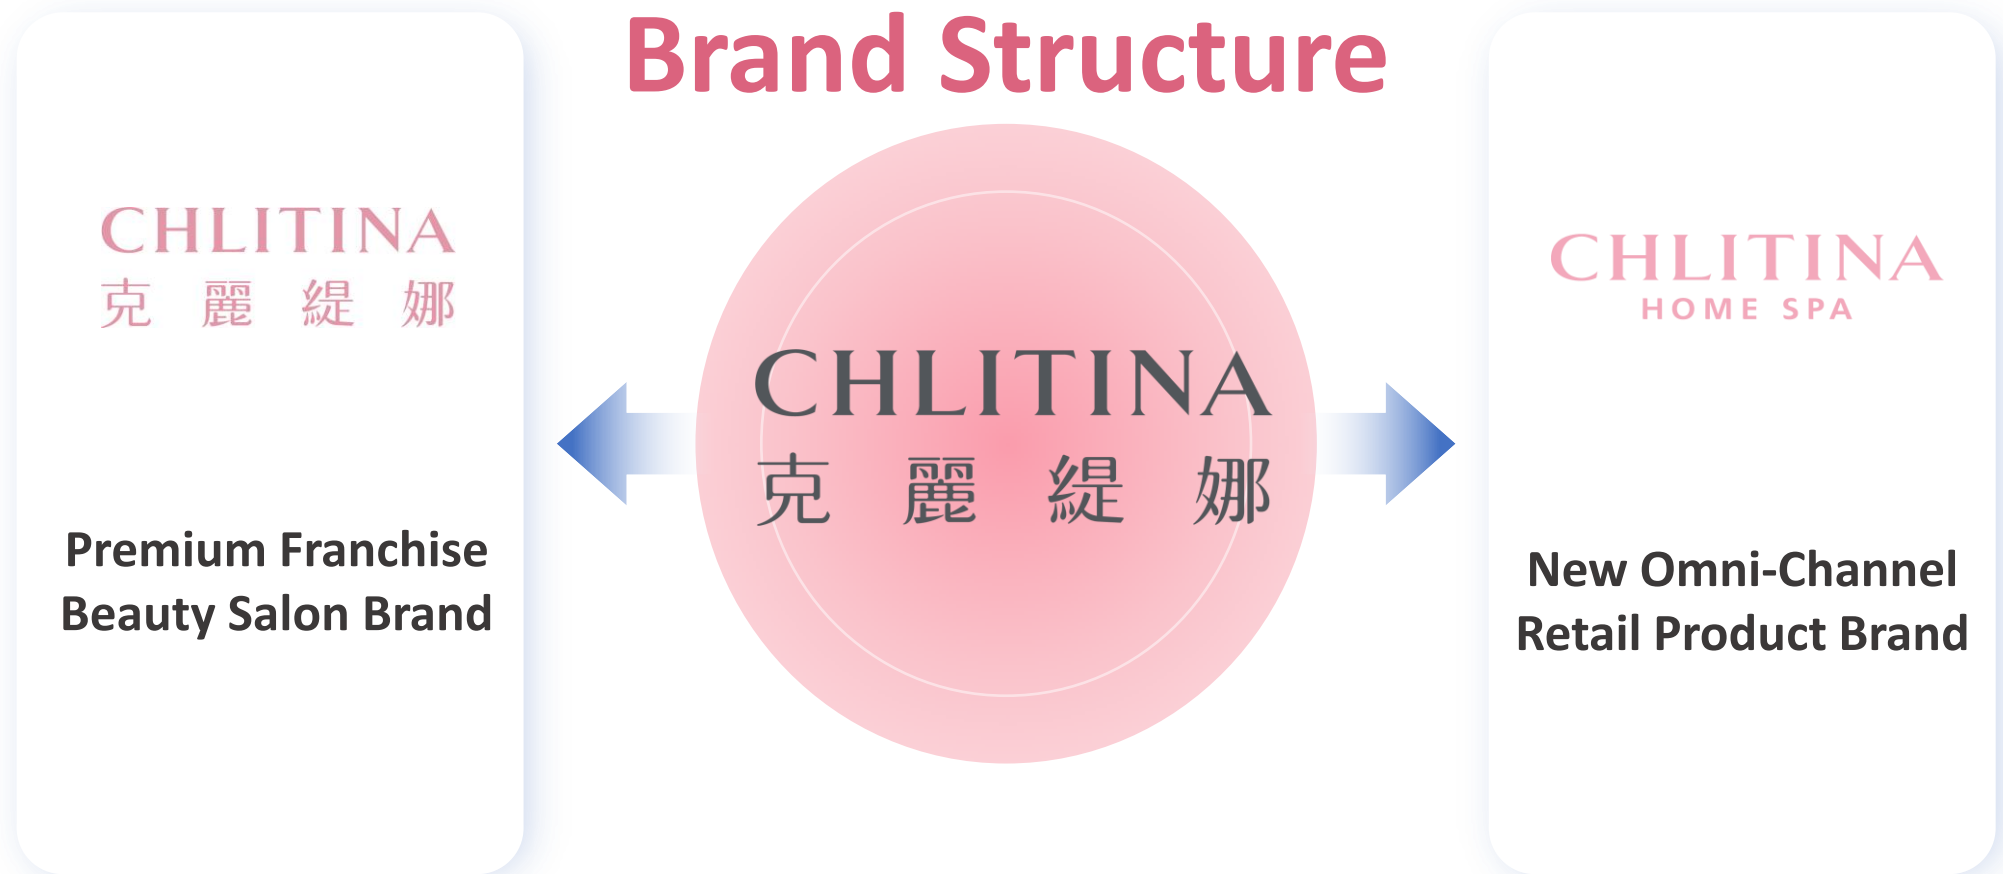 Brand Structure
CHLITINA
克麗緹娜
Premium Franchise
Beauty Salon Brand
CHLITINA
克麗緹娜
CHLITINA
HOME SPA
New Omni-Channel
Retail Product Brand